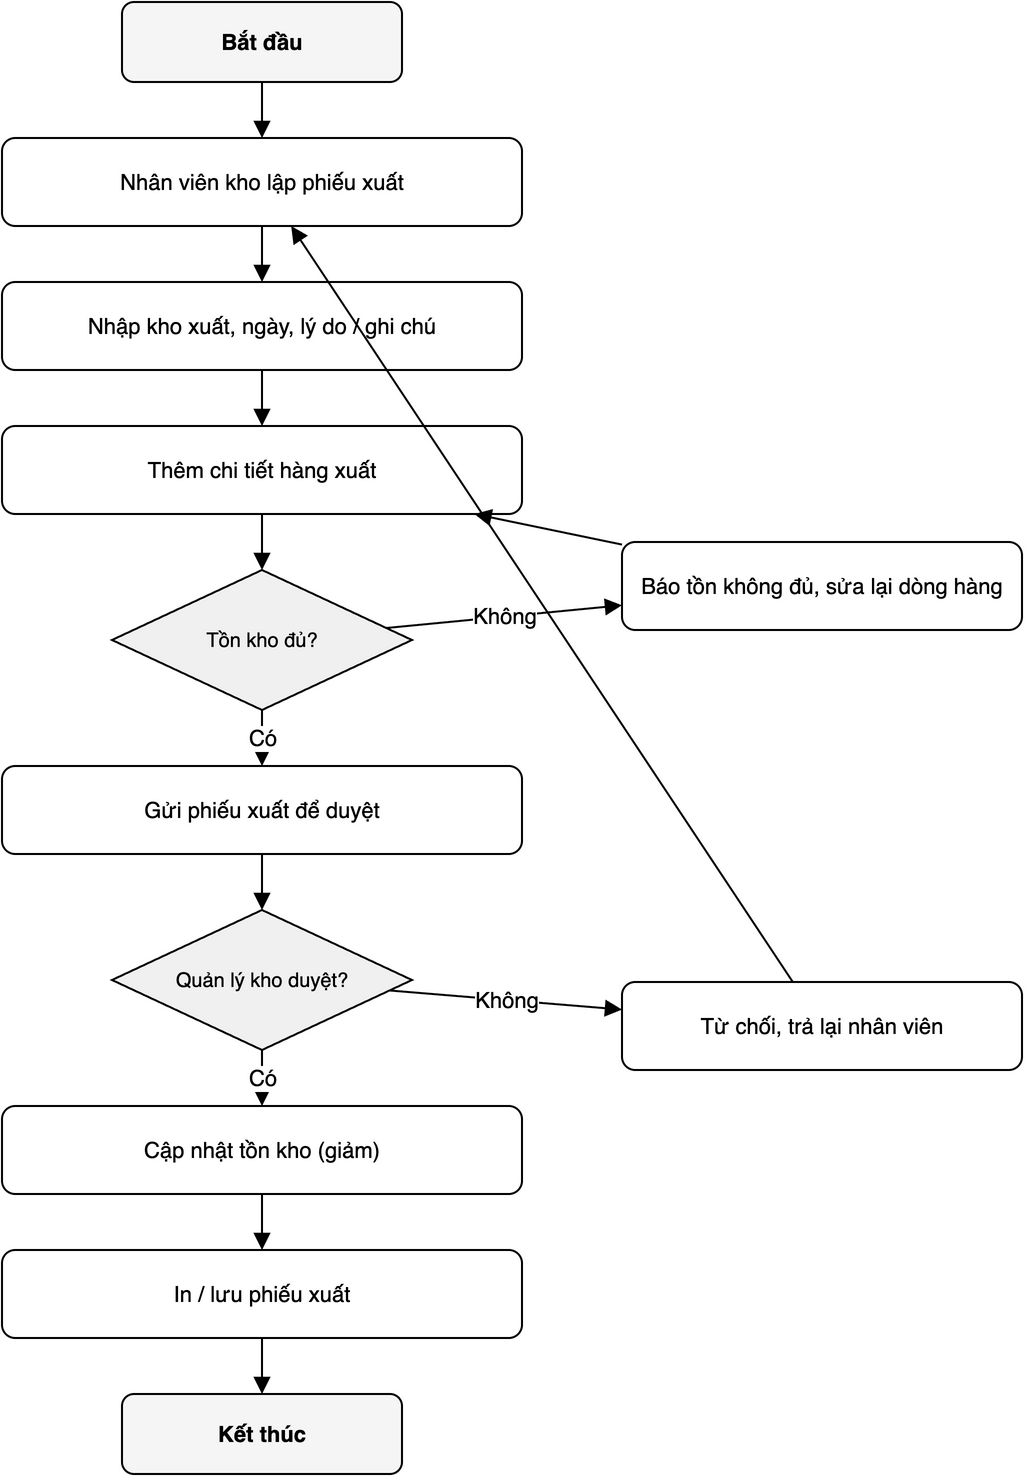 Bắt đầu
Nhân viên kho lập phiếu xuất
Nhập kho xuất, ngày, lý do / ghi chú
Thêm chi tiết hàng xuất
Báo tồn không đủ, sửa lại dòng hàng
Không
Tồn kho đủ?
Có
Gửi phiếu xuất để duyệt
Quản lý kho duyệt?
Không
Từ chối, trả lại nhân viên
Có
Cập nhật tồn kho (giảm)
In / lưu phiếu xuất
Kết thúc